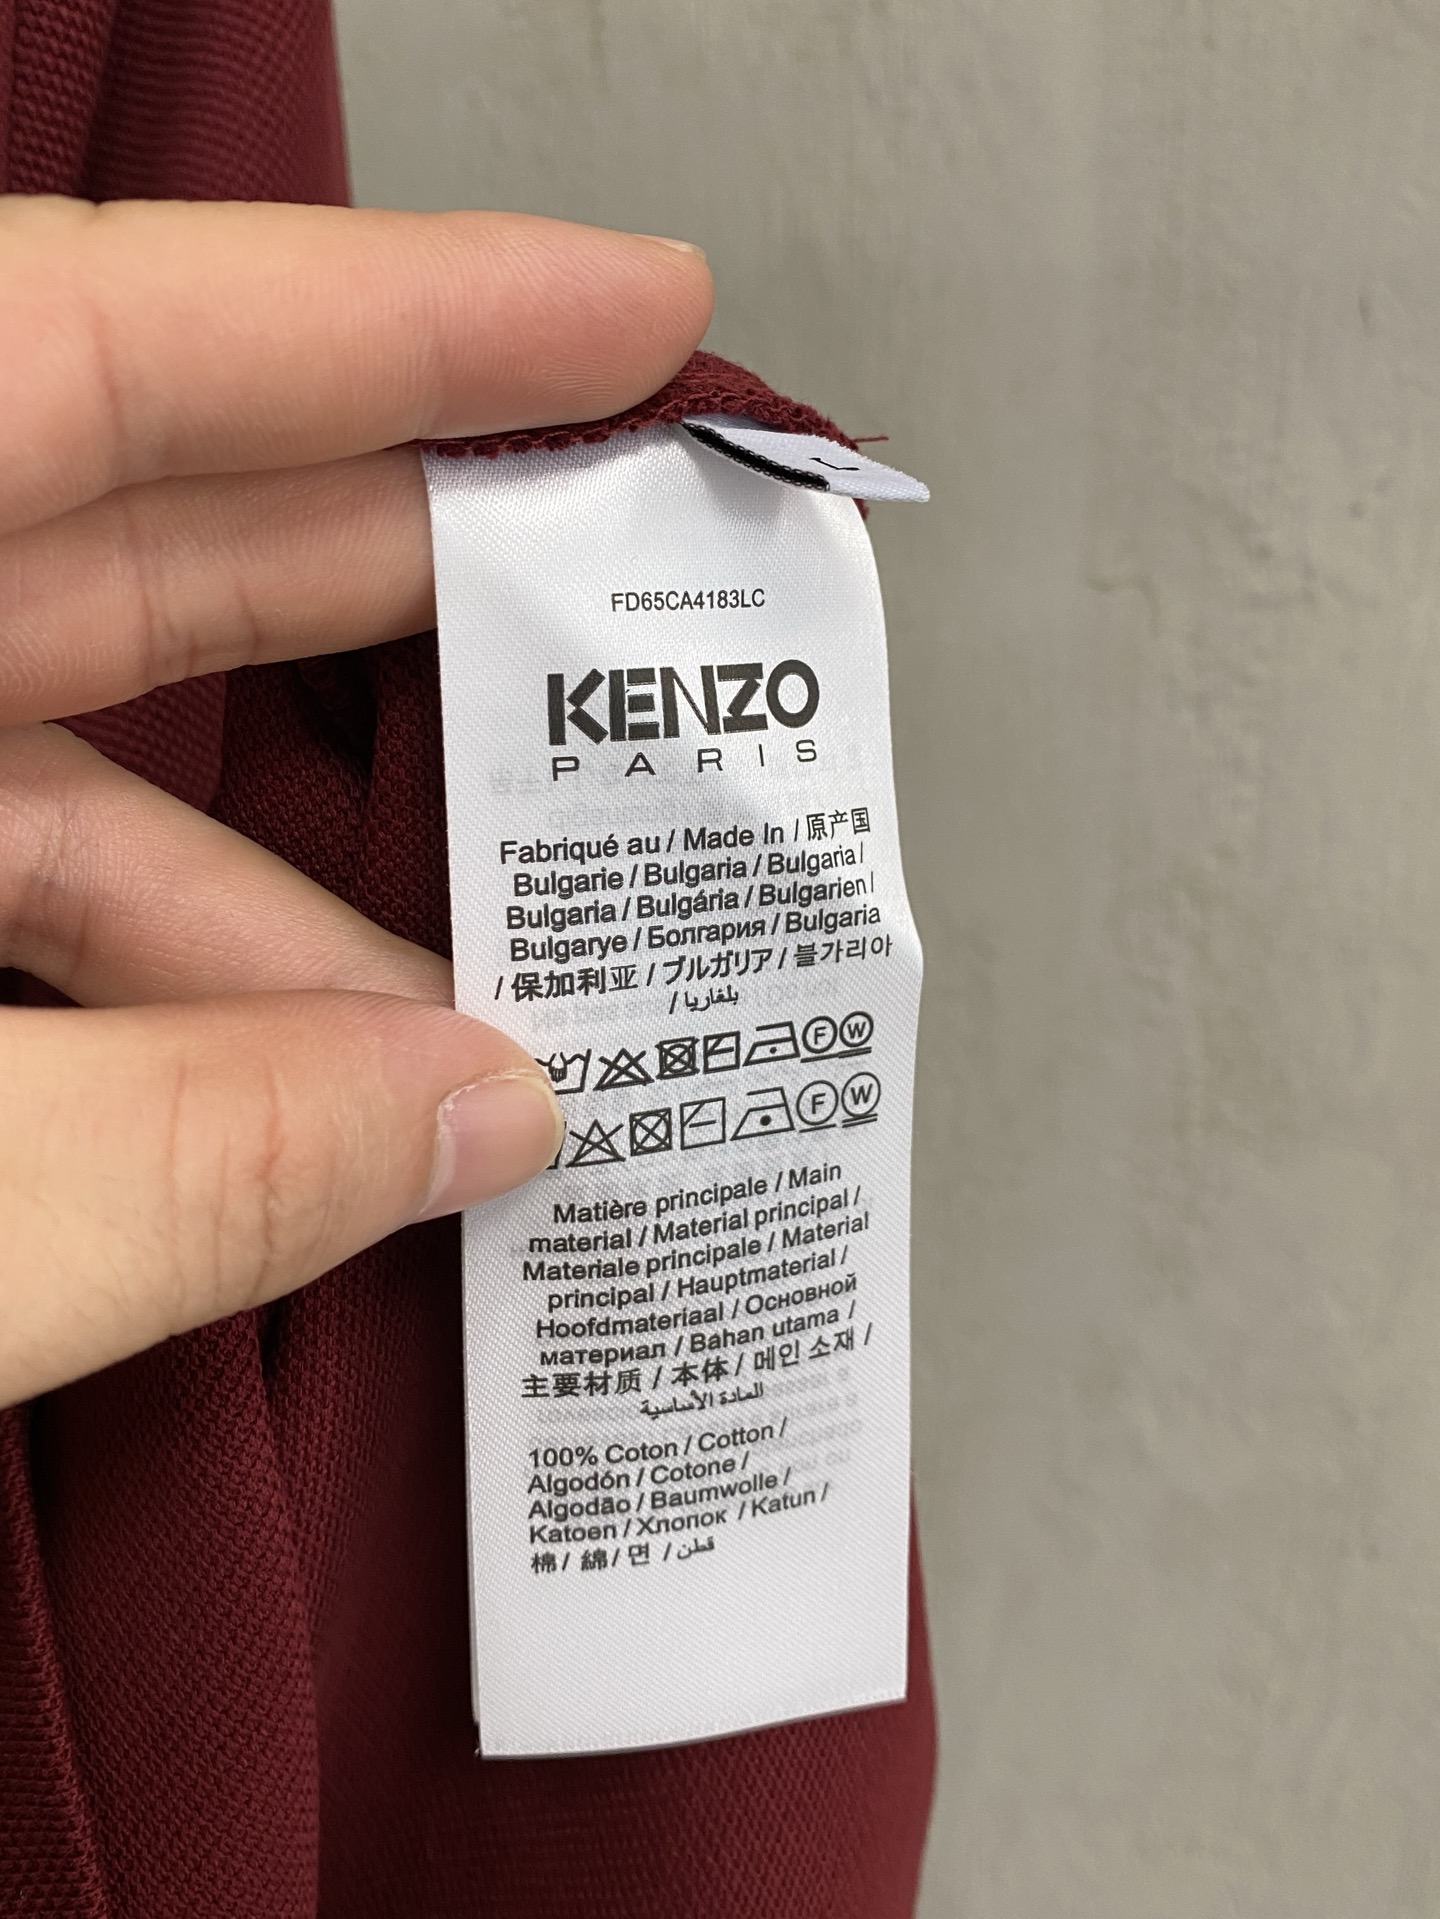 FD65CA4183LC
KENZO
PARIS
Fabriqué au / Made In / 原产国
Bulgarie / Bulgaria / Bulgaria /
Bulgaria / Bulgária / Bulgarien /
Bulgarye / Болгария / Bulgaria
/ 保加利亚 / ブルガリア / 불가리아
/ بلغاريا
F W
F W
Matière principale / Main
material / Material principal /
Materiale principale / Material
principal / Hauptmaterial /
Hoofdmateriaal / Основной
материал / Bahan utama /
主要材质 / 本体 / 메인 소재 /
المادة الأساسية
100% Coton / Cotton /
Algodón / Cotone /
Algodão / Baumwolle /
Katoen / Хлопок / Katun /
棉 / 綿 / 면 / قطن